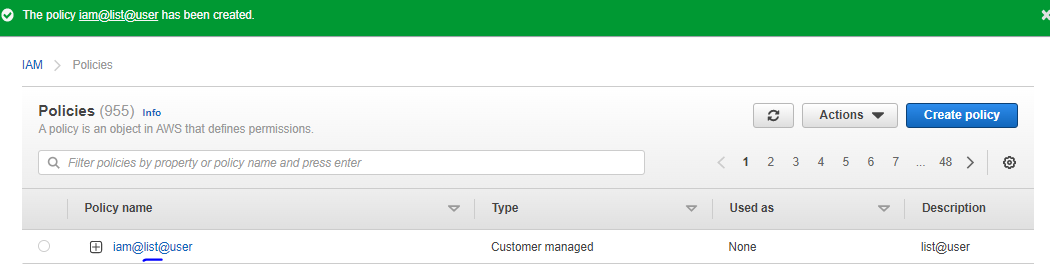 The policy iam@list@user has been created.
IAM > Policies
Policies (955) Info
A policy is an object in AWS that defines permissions.
Actions
Create policy
Filter policies by property or policy name and press enter
< 1 2 3 4 5 6 7 ... 48 >
Policy name Type Used as Description
iam@list@user Customer managed None list@user